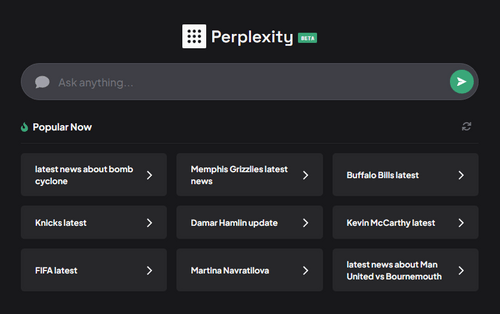 Perplexity BETA
Ask anything...
Popular Now
latest news about bomb
cyclone
Memphis Grizzlies latest
news
Buffalo Bills latest
Knicks latest
Damar Hamlin update
Kevin McCarthy latest
FIFA latest
Martina Navratilova
latest news about Man
United vs Bournemouth